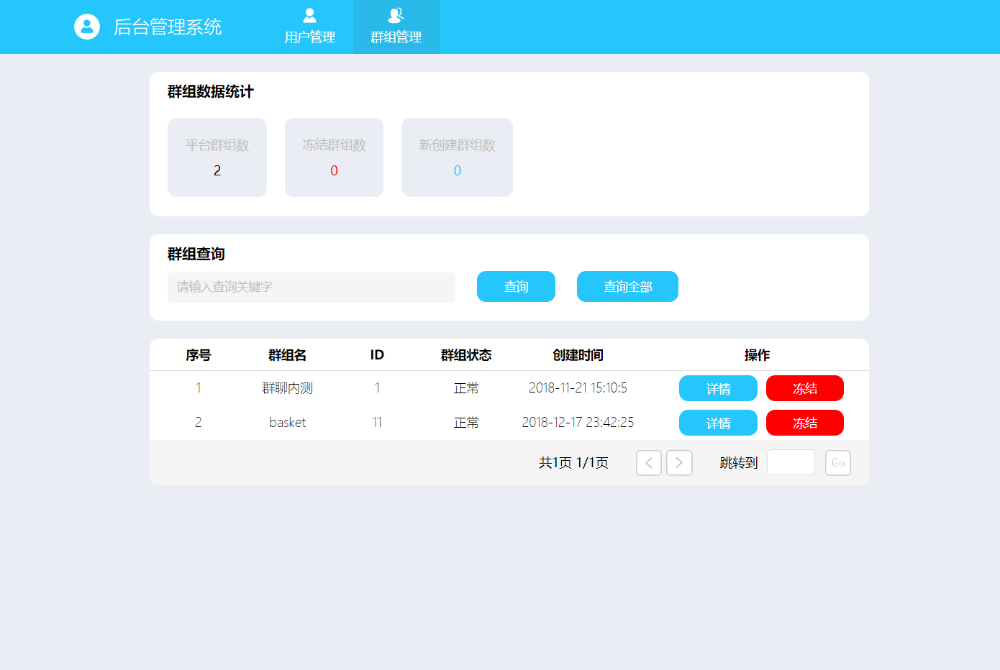 后台管理系统
用户管理
群组管理
群组数据统计
平台群组数
冻结群组数
新创建群组数
2
0
0
群组查询
请输入查询关键字
查询
查询全部
序号 群组名 ID 群组状态 创建时间 操作
1 群聊内测 1 正常 2018-11-21 15:10:5 详情 冻结
2 basket 11 正常 2018-12-17 23:42:25 详情 冻结
共1页 1/1页 < > 跳转到 Go